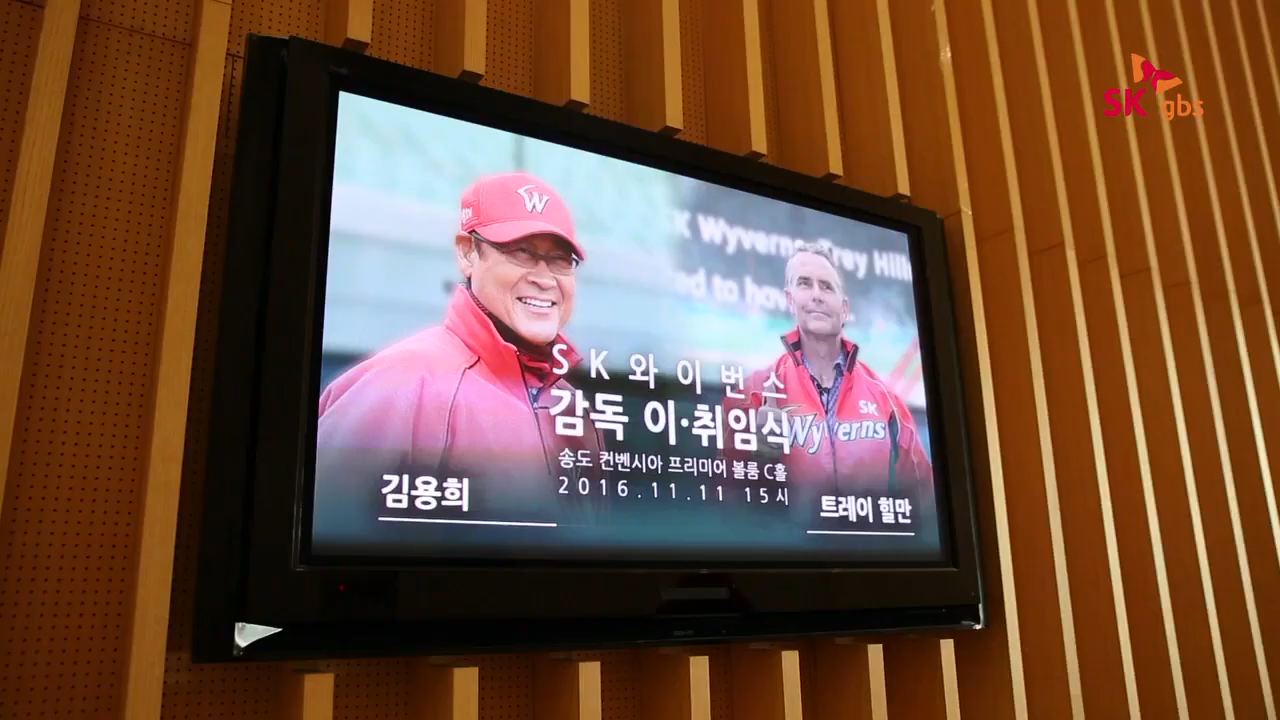 SK gbs
W
SK Wyverns Trey Hill
ed to hav
SK와이번스
감독 이·취임식
송도 컨벤시아 프리미어 볼룸 C홀
2016.11.11 15시
김용희
트레이 힐만
SK
Wyverns